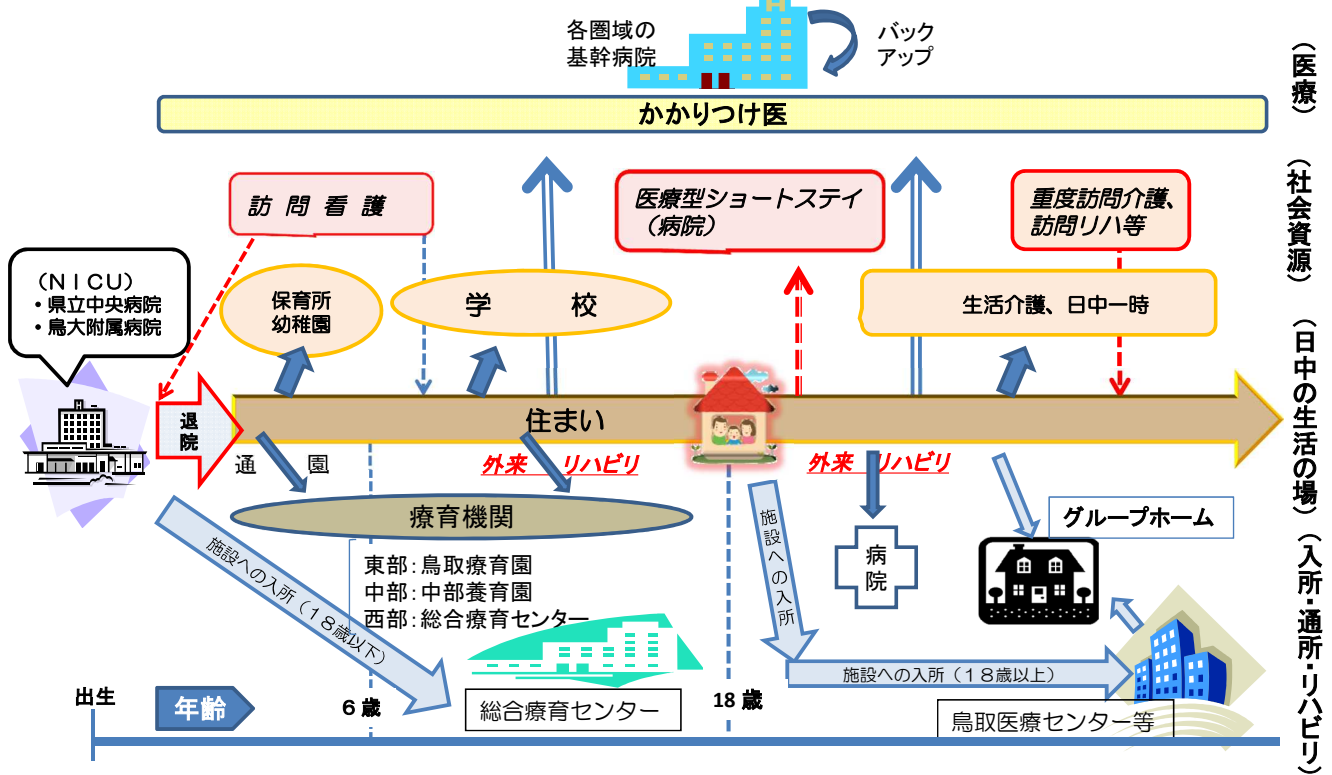 各圏域の
基幹病院
バック
アップ
（医療）
かかりつけ医
（社会資源）
訪 問 看 護
医療型ショートステイ
（病院）
重度訪問介護、
訪問リハ等
（ＮＩＣＵ）
・県立中央病院
・鳥大附属病院
保育所
幼稚園
学　　校
生活介護、日中一時
（日中の生活の場）
退院
住まい
通　園
外来　リハビリ
外来　リハビリ
療育機関
東部：鳥取療育園
中部：中部養育園
西部：総合療育センター
施設への入所（１８歳以下）
施設への入所
病院
グループホーム
（入所・通所・リハビリ）
施設への入所（１８歳以上）
出生
年齢
６歳
総合療育センター
18歳
鳥取医療センター等